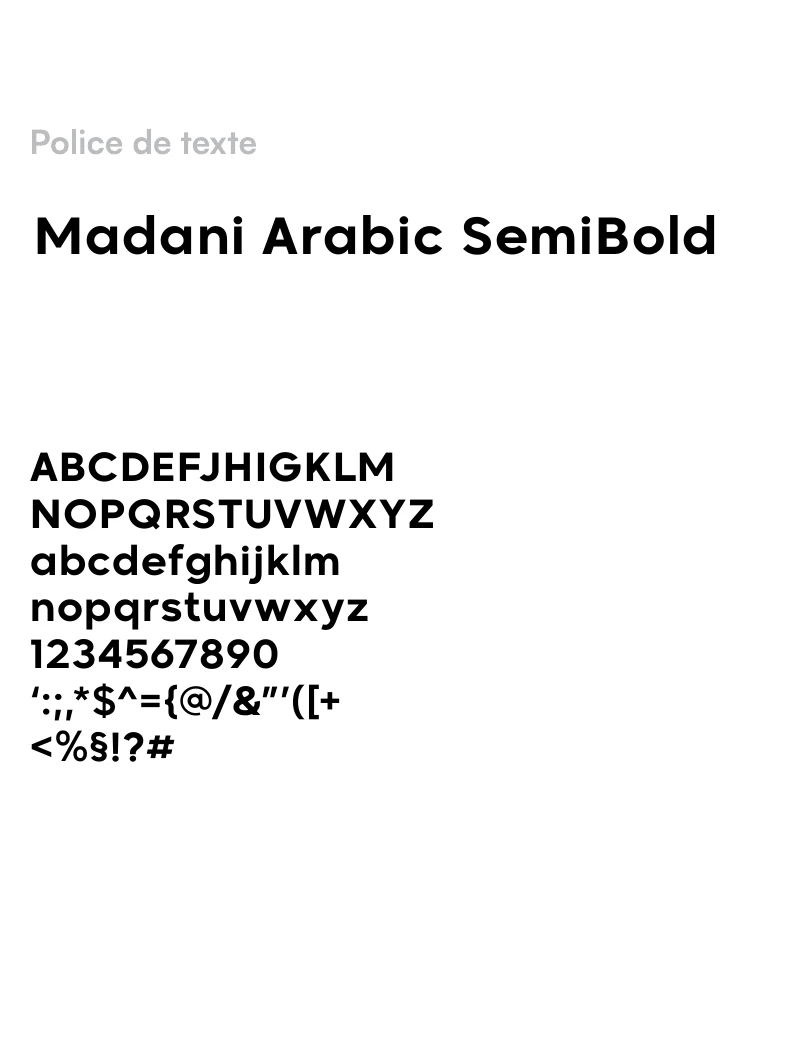 Police de texte
Madani Arabic SemiBold
ABCDEFJHIGKLM
NOPQRSTUVWXYZ
abcdefghijklm
nopqrstuvwxyz
1234567890
‘:;,*$^={@/&”’([+
<%§!?#